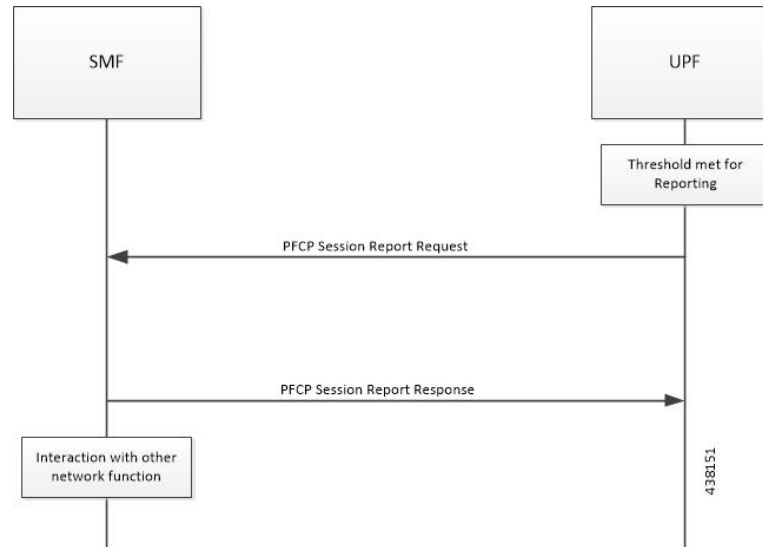 SMF
UPF
Threshold met for
Reporting
PFCP Session Report Request
PFCP Session Report Response
Interaction with other
network function
438151